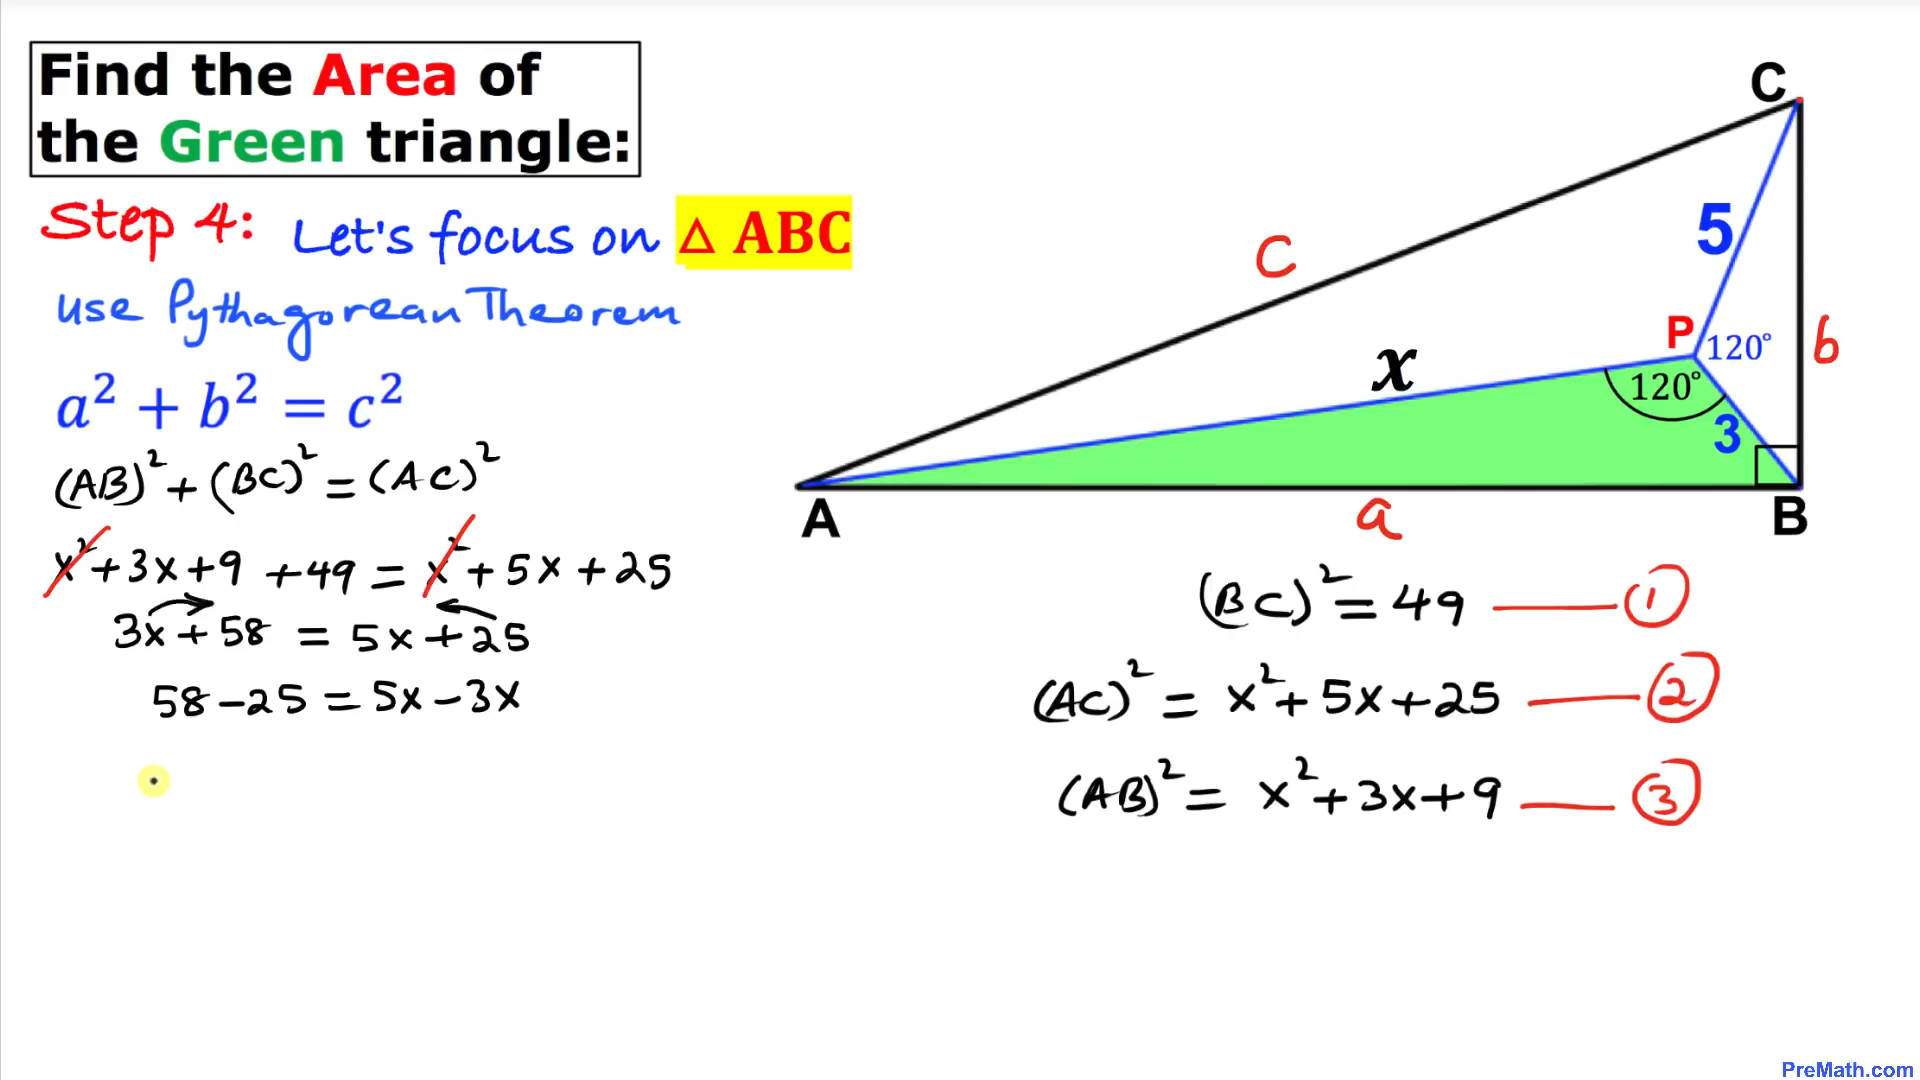 Find the Area of
the Green triangle:
Step 4: Let's focus on △ ABC
use Pythagorean Theorem
a² + b² = c²
(AB)² + (BC)² = (AC)²
x² + 3x + 9 + 49 = x² + 5x + 25
3x + 58 = 5x + 25
58 - 25 = 5x - 3x
C
C
5
P
120°
b
x
120°
3
A
a
B
(BC)² = 49 —— ①
(AC)² = x² + 5x + 25 —— ②
(AB)² = x² + 3x + 9 —— ③
PreMath.com